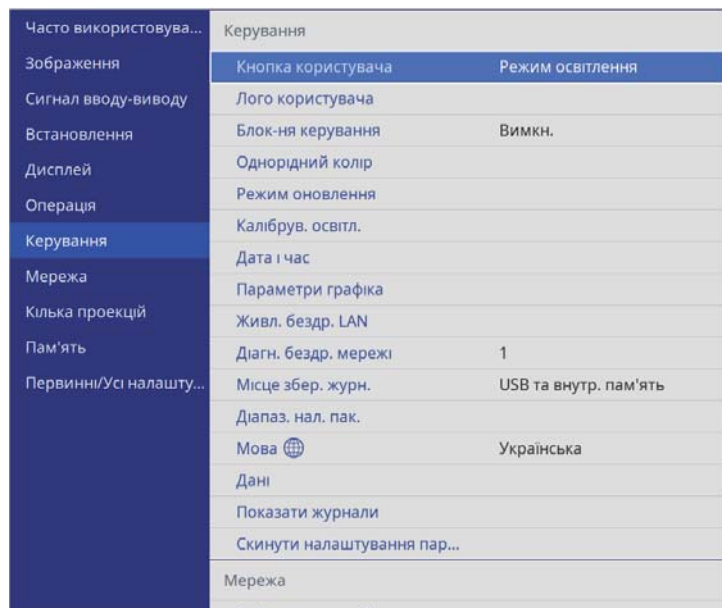 Часто використовува...
Зображення
Сигнал вводу-виводу
Встановлення
Дисплей
Операція
Керування
Мережа
Кілька проекцій
Пам'ять
Первинні/Усі налашту...
Керування
Кнопка користувача Режим освітлення
Лого користувача
Блок-ня керування Вимкн.
Однорідний колір
Режим оновлення
Калібрув. освітл.
Дата і час
Параметри графіка
Живл. бездр. LAN
Діагн. бездр. мережі 1
Місце збер. журн. USB та внутр. пам'ять
Діапаз. нал. пак.
Мова Українська
Дані
Показати журнали
Скинути налаштування пар...
Мережа